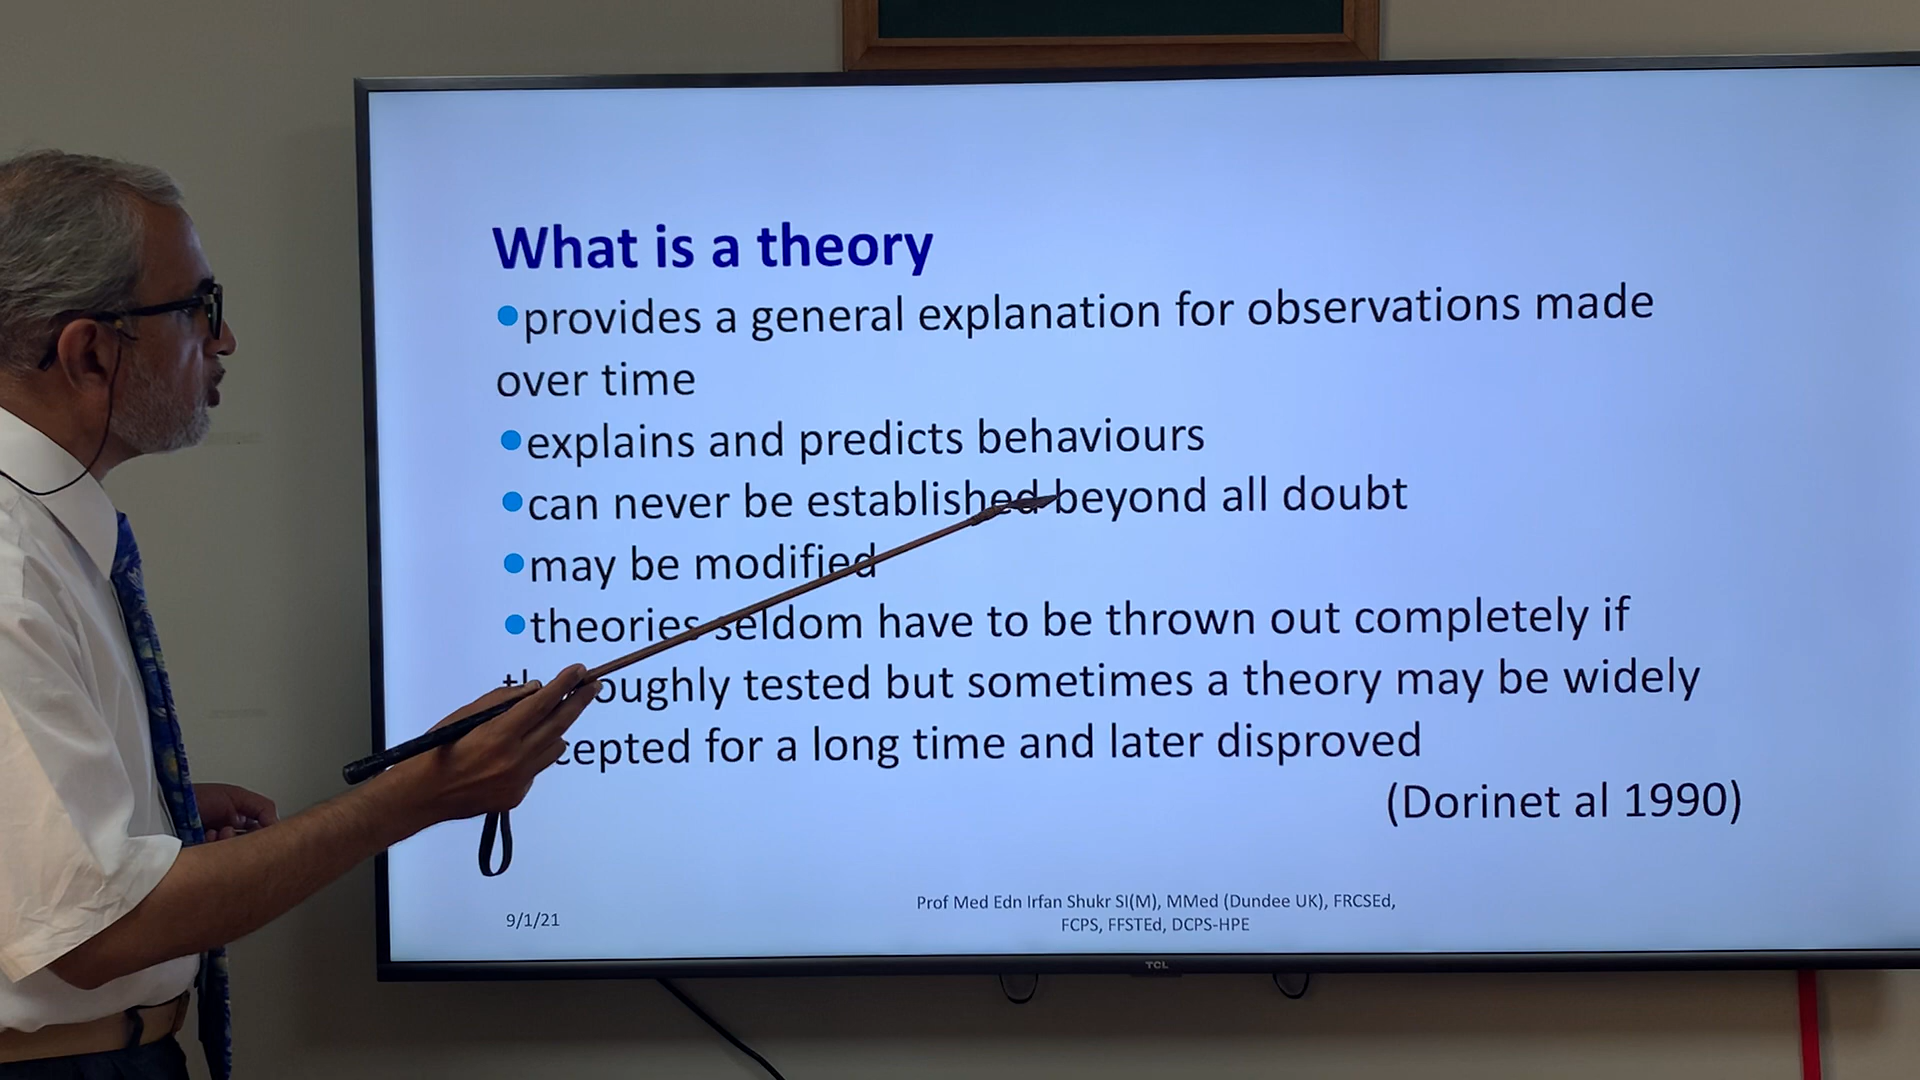 What is a theory
•provides a general explanation for observations made
over time
•explains and predicts behaviours
•can never be established beyond all doubt
•may be modified
•theories seldom have to be thrown out completely if
tested but sometimes a theory may be widely
for a long time and later disproved
(Dorinet al 1990)
9/1/21
Prof Med Edn Irfan Shukr SI(M), MMed (Dundee UK), FRCSEd,
FCPS, FFSTEd, DCPS-HPE
TCL